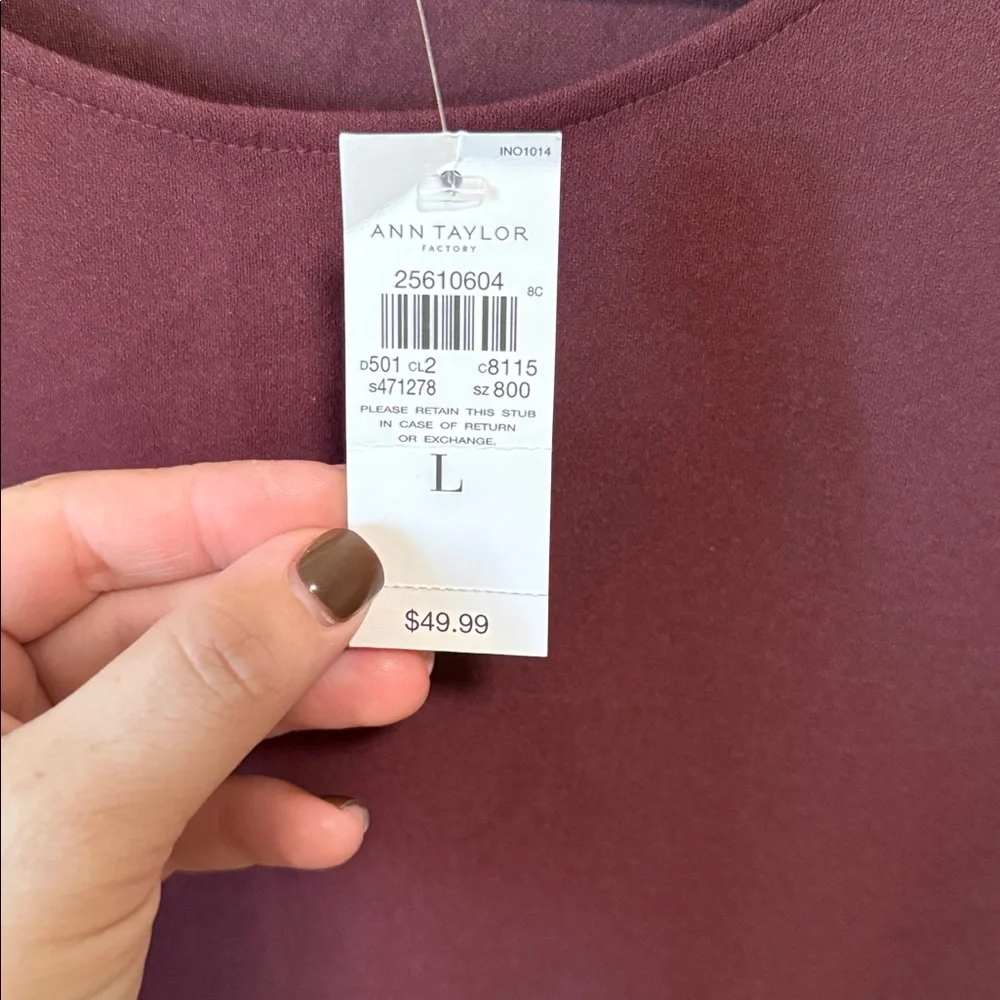 INO1014
ANN TAYLOR
FACTORY
25610604
8C
D501 CL2 C8115
S471278 SZ 800
PLEASE RETAIN THIS STUB
IN CASE OF RETURN
OR EXCHANGE.
L
$49.99